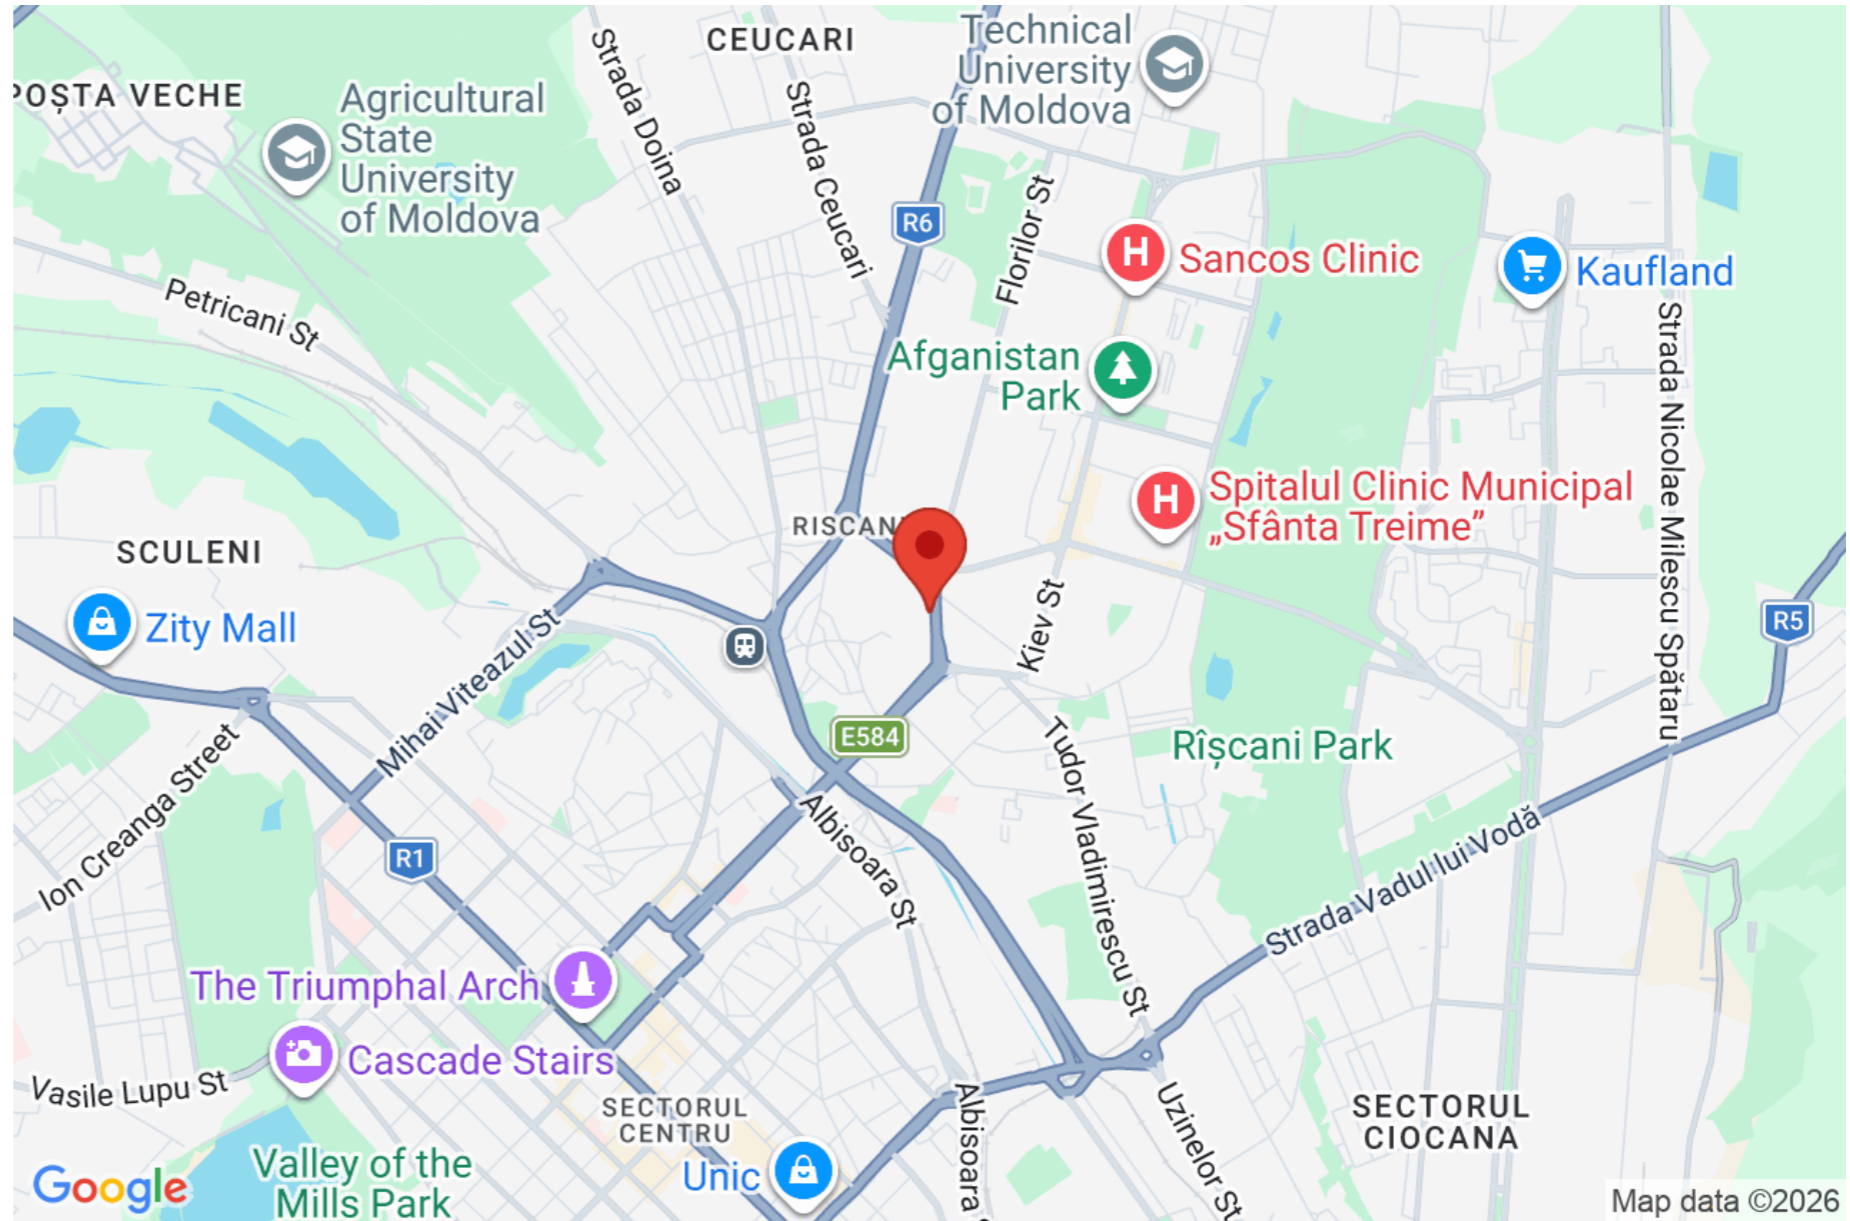 CEUCARI
Technical
University
of Moldova
POȘTA VECHE
Agricultural
State
University
of Moldova
Strada Doina
Strada Ceucari
R6
Florilor St
H
Sancos Clinic
Kaufland
Petricani St
Afganistan
Park
Strada Nicolae Milescu Spătaru
H
Spitalul Clinic Municipal
„Sfânta Treime”
RISCANI
SCULENI
Zity Mall
Mihai Viteazul St
Kiev St
R5
E584
Rîșcani Park
Ion Creanga Street
Tudor Vladimirescu St
R1
Albisoara St
Strada Vadul lui Vodă
The Triumphal Arch
Cascade Stairs
Vasile Lupu St
SECTORUL
CENTRU
Albisoara S
Uzinelor St
SECTORUL
CIOCANA
Valley of the
Mills Park
Unic
Google
Map data ©2026